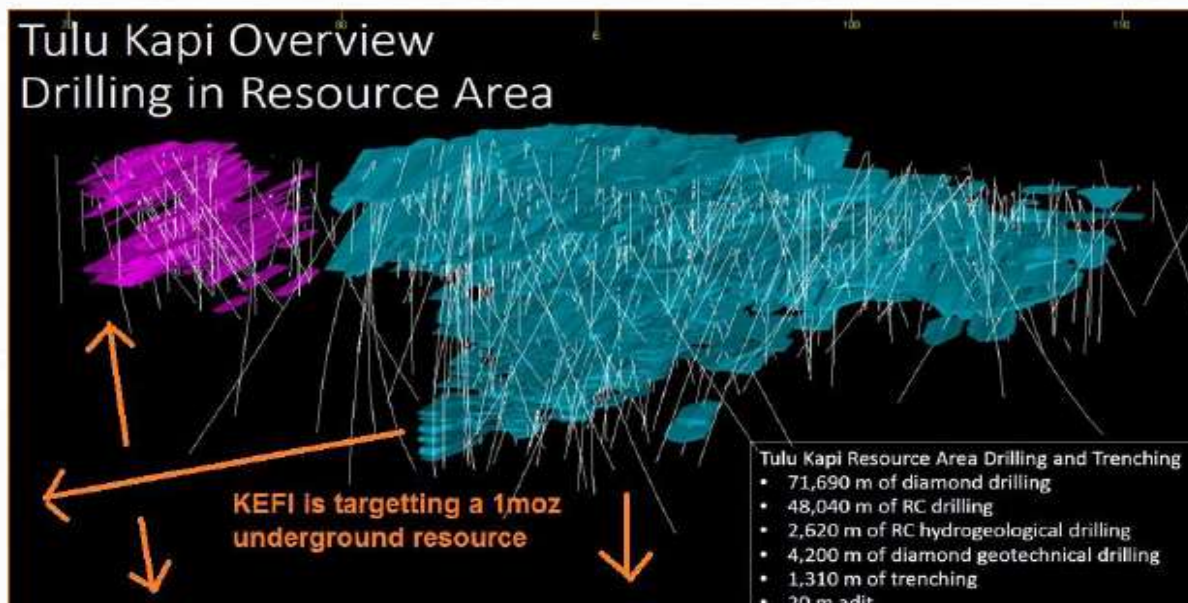 Tulu Kapi Overview
Drilling in Resource Area
KEFI is targetting a 1moz
underground resource
Tulu Kapi Resource Area Drilling and Trenching
• 71,690 m of diamond drilling
• 48,040 m of RC drilling
• 2,620 m of RC hydrogeological drilling
• 4,200 m of diamond geotechnical drilling
• 1,310 m of trenching
• 20 m adit